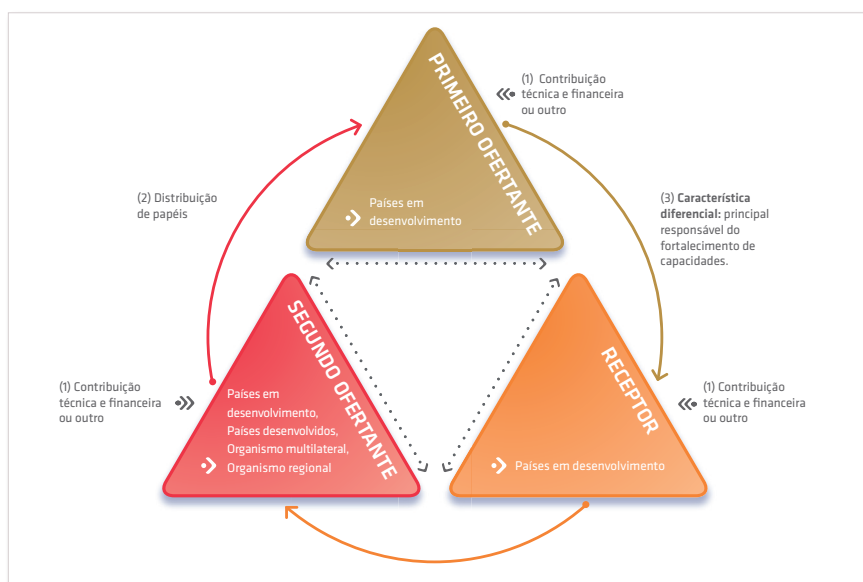 PRIMEIRO OFERTANTE
(1) Contribuição
técnica e financeira
ou outro
Países em
desenvolvimento
(2) Distribuição
de papéis
(3) Característica
diferencial: principal
responsável do
fortalecimento de
capacidades.
SEGUNDO OFERTANTE
(1) Contribuição
técnica e financeira
ou outro
Países em
desenvolvimento,
Países desenvolvidos,
Organismo multilateral,
Organismo regional
RECEPTOR
(1) Contribuição
técnica e financeira
ou outro
Países em desenvolvimento